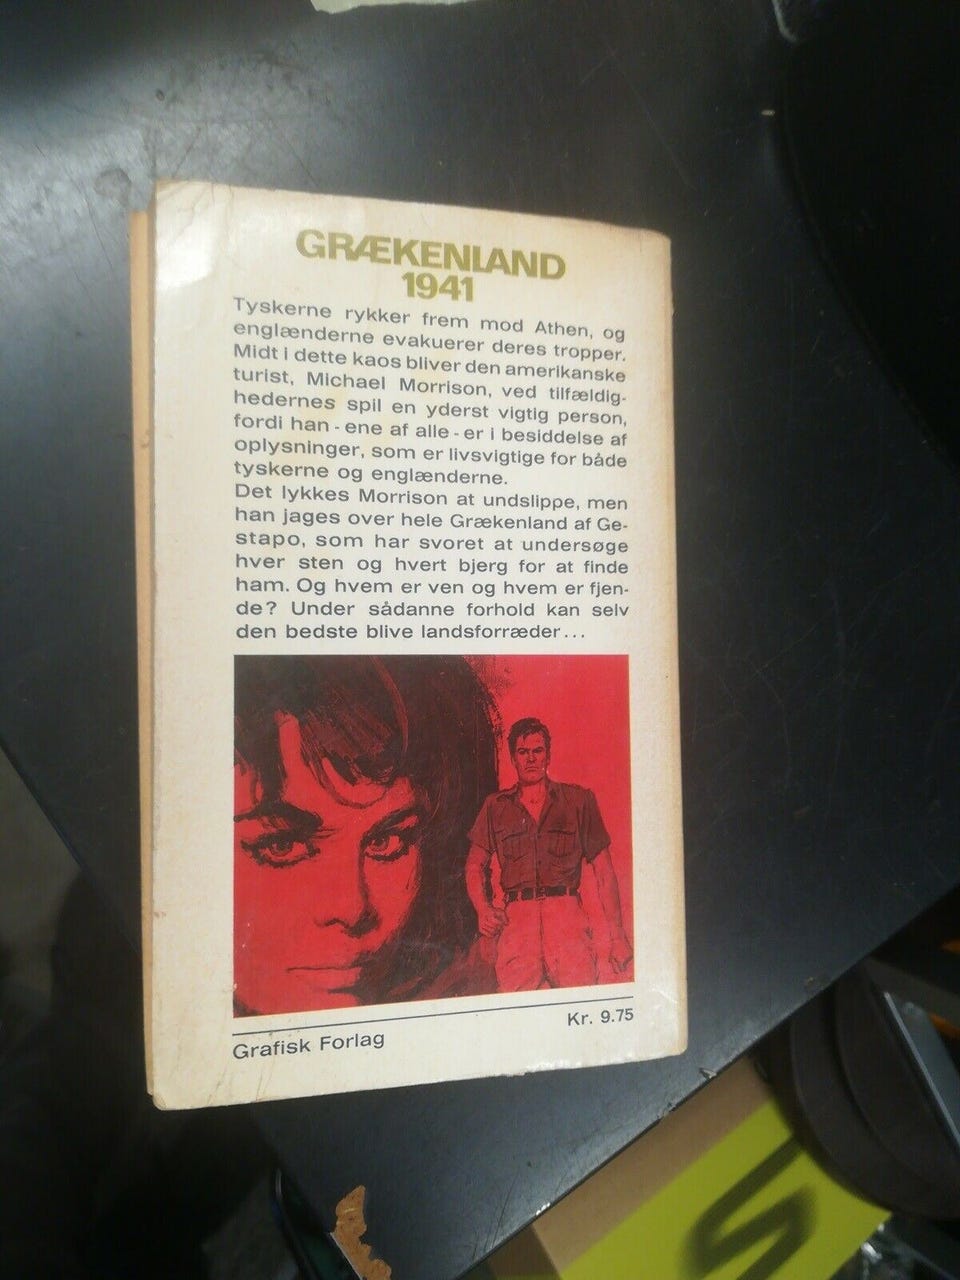 GRÆKENLAND
1941
Tyskerne rykker frem mod Athen, og
englænderne evakuerer deres tropper.
Midt i dette kaos bliver den amerikanske
turist, Michael Morrison, ved tilfældig-
hedernes spil en yderst vigtig person,
fordi han - ene af alle - er i besiddelse af
oplysninger, som er livsvigtige for både
tyskerne og englænderne.
Det lykkes Morrison at undslippe, men
han jages over hele Grækenland af Ge-
stapo, som har svoret at undersøge
hver sten og hvert bjerg for at finde
ham. Og hvem er ven og hvem er fjen-
de? Under sådanne forhold kan selv
den bedste blive landsforræder...
Grafisk Forlag
Kr. 9.75